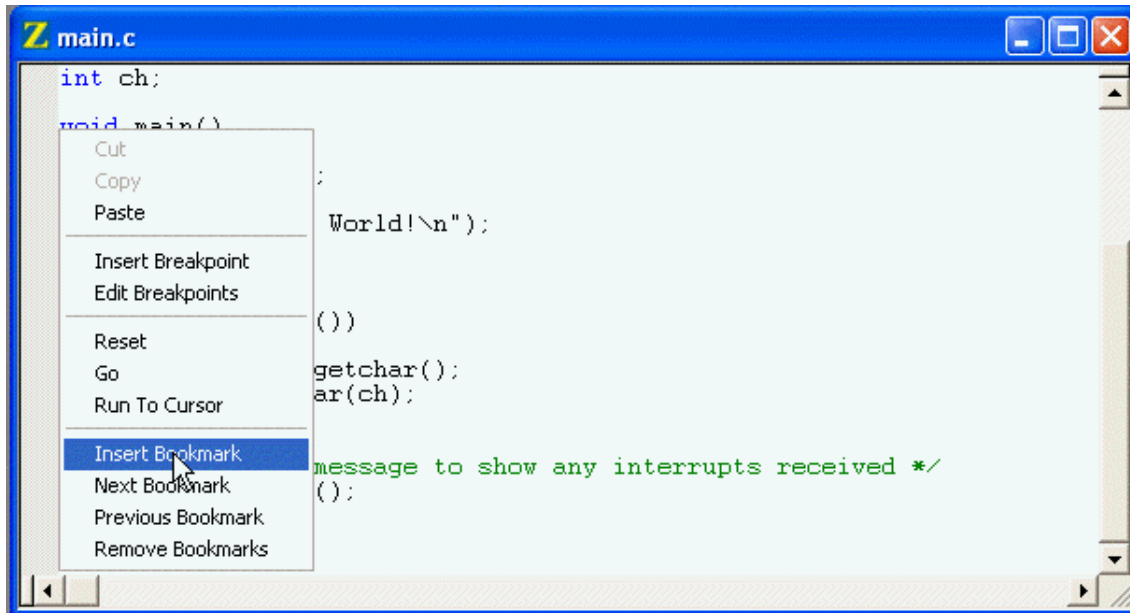 Z main.c
int ch;
void main()
Cut
;
Copy
Paste
World!\n");
Insert Breakpoint
Edit Breakpoints
())
Reset
Go
getchar();
Run To Cursor
ar(ch);
Insert Bookmark
message to show any interrupts received */
Next Bookmark
();
Previous Bookmark
Remove Bookmarks